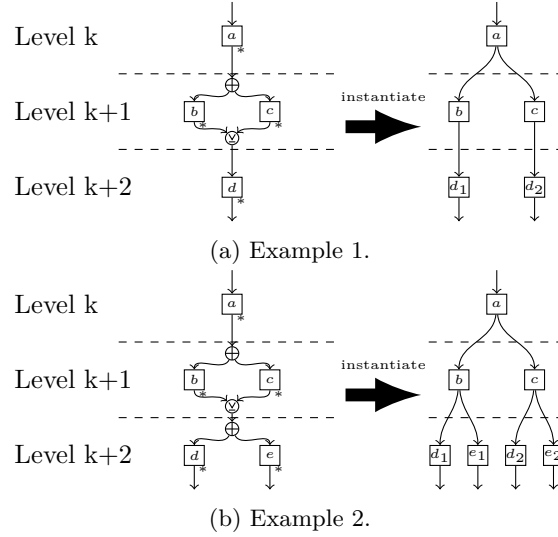 Level k
a
*
⊕
Level k+1
b
*
c
*
instantiate
b
c
a
⊻
Level k+2
d
*
d1
d2
(a) Example 1.
Level k
a
*
a
⊕
instantiate
Level k+1
b
*
c
*
b
c
⊻
⊕
Level k+2
d
*
e
*
d1
e1
d2
e2
(b) Example 2.